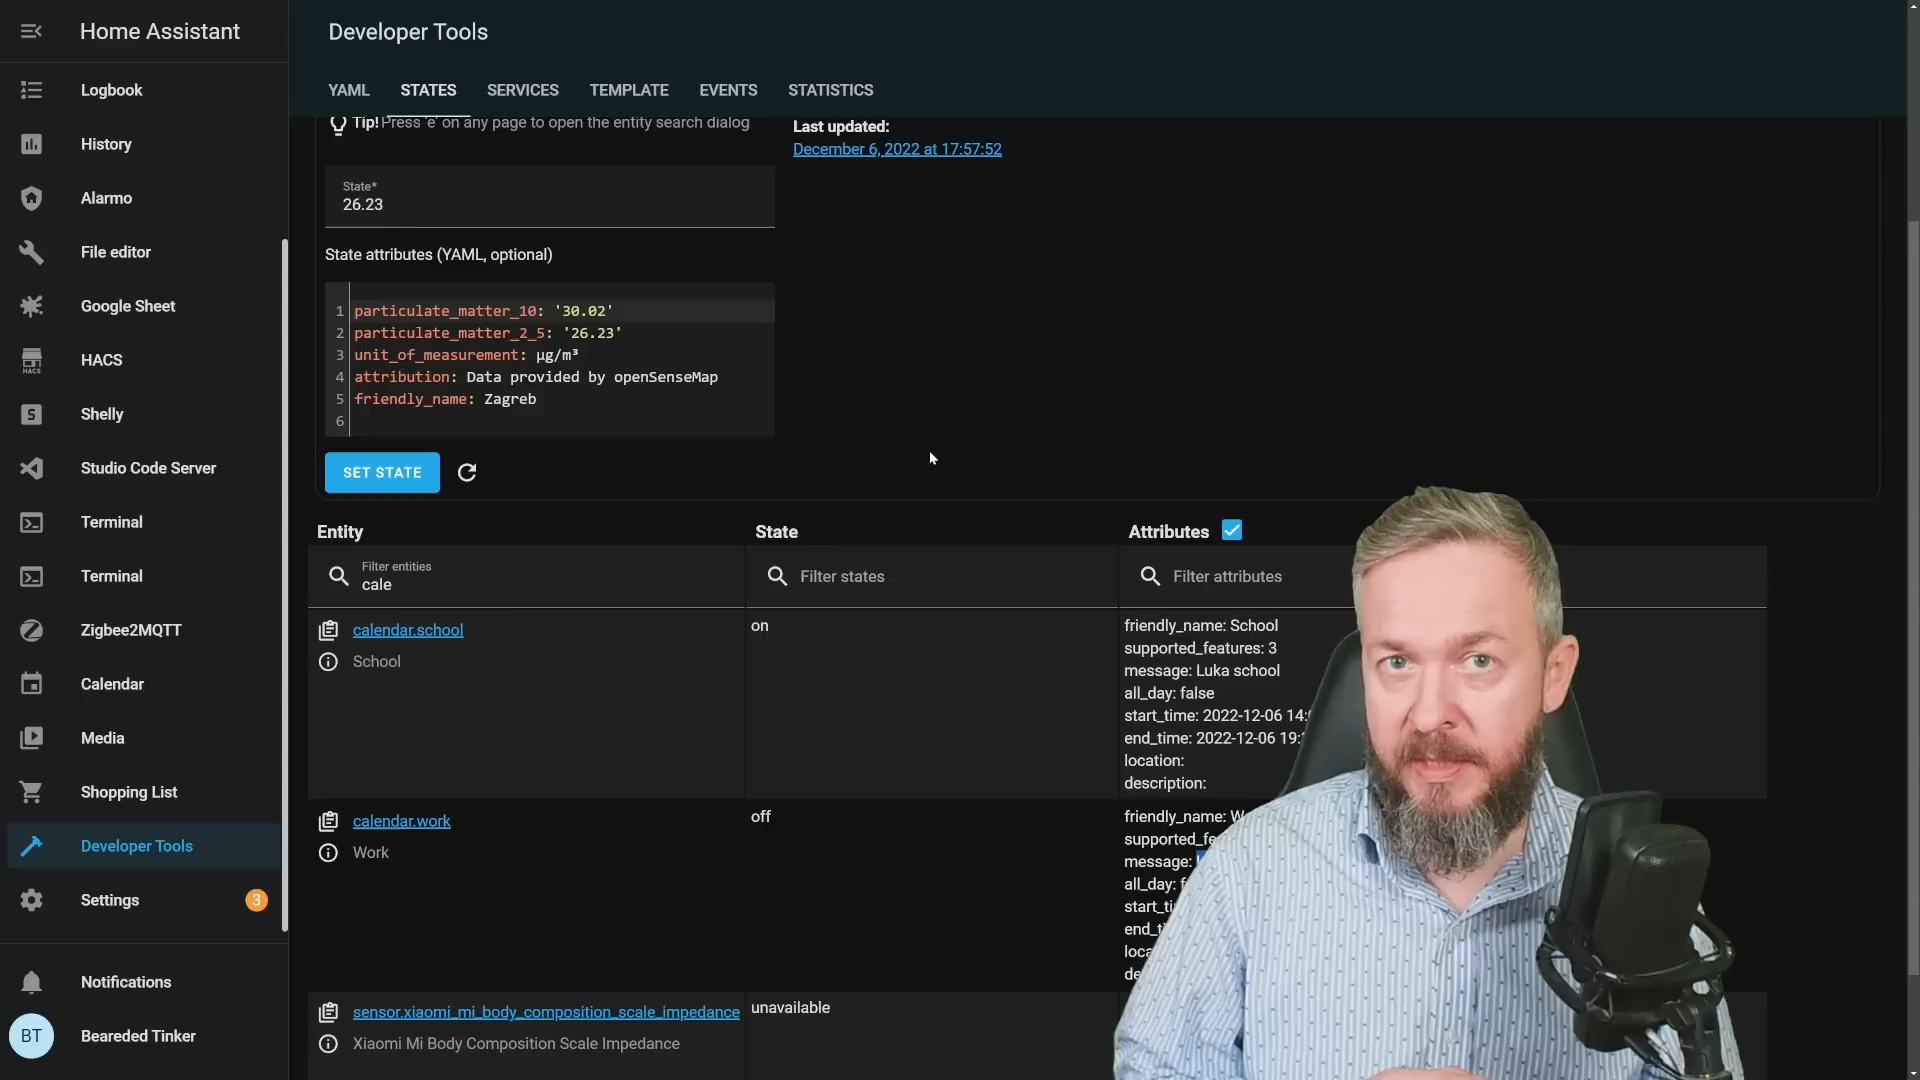 Home Assistant
Logbook
History
Alarmo
File editor
Google Sheet
HACS
HACS
Shelly
S
Studio Code Server
Terminal
Terminal
Zigbee2MQTT
Calendar
Media
Shopping List
Developer Tools
Settings
3
Notifications
BT
Beareded Tinker
Developer Tools
YAML STATES SERVICES TEMPLATE EVENTS STATISTICS
Tip! Press 'e' on any page to open the entity search dialog
Last updated:
December 6, 2022 at 17:57:52
State*
26.23
State attributes (YAML, optional)
1 particulate_matter_10: '30.02'
2 particulate_matter_2_5: '26.23'
3 unit_of_measurement: µg/m³
4 attribution: Data provided by openSenseMap
5 friendly_name: Zagreb
6
SET STATE
Entity State Attributes
Filter entities
cale
Filter states
Filter attributes
calendar.school
School
on
friendly_name: School
supported_features: 3
message: Luka school
all_day: false
start_time: 2022-12-06 14:
end_time: 2022-12-06 19:
location:
description:
calendar.work
Work
off
friendly_name:
message:
all_day:
sensor.xiaomi_mi_body_composition_scale_impedance
Xiaomi Mi Body Composition Scale Impedance
unavailable